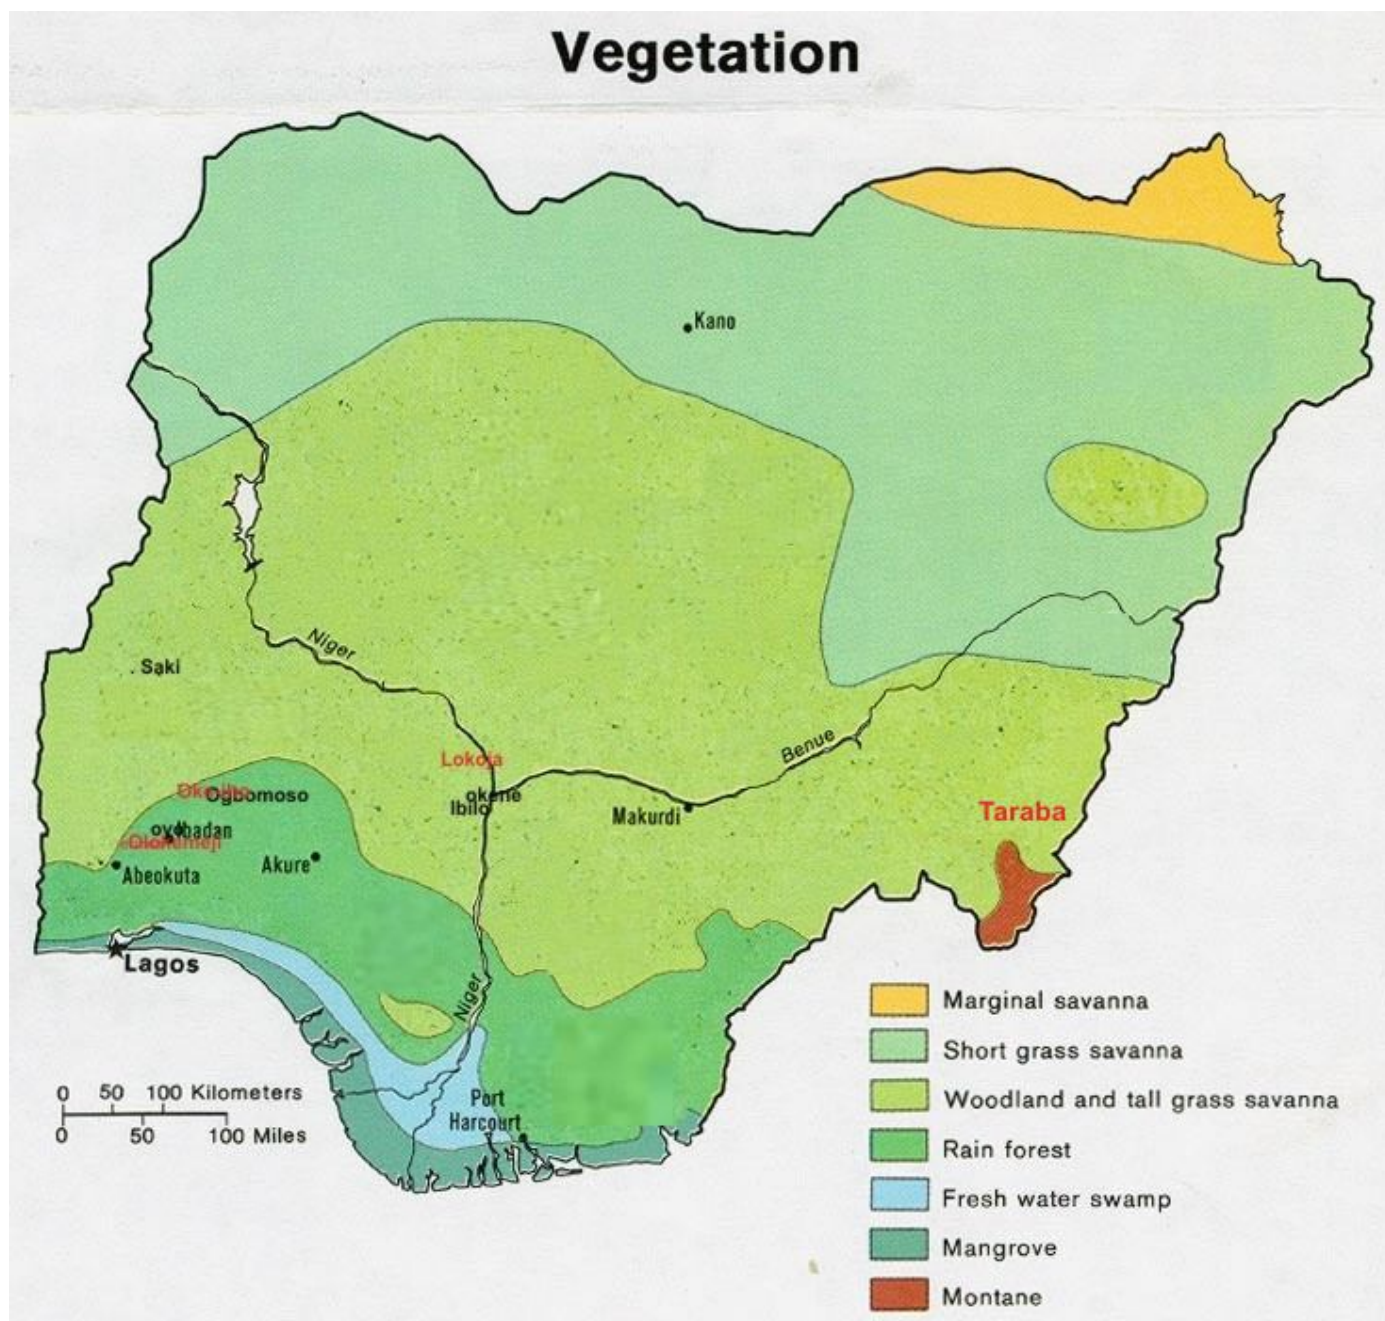 Vegetation
Kano
Niger
Saki
Lokoja
Benue
okene
Ogbomoso
Ibilo
Makurdi
Taraba
Ibadan
Akure
Abeokuta
Lagos
Niger
Marginal savanna
Short grass savanna
0 50 100 Kilometers
Port
Harcourt
Woodland and tall grass savanna
0 50 100 Miles
Rain forest
Fresh water swamp
Mangrove
Montane